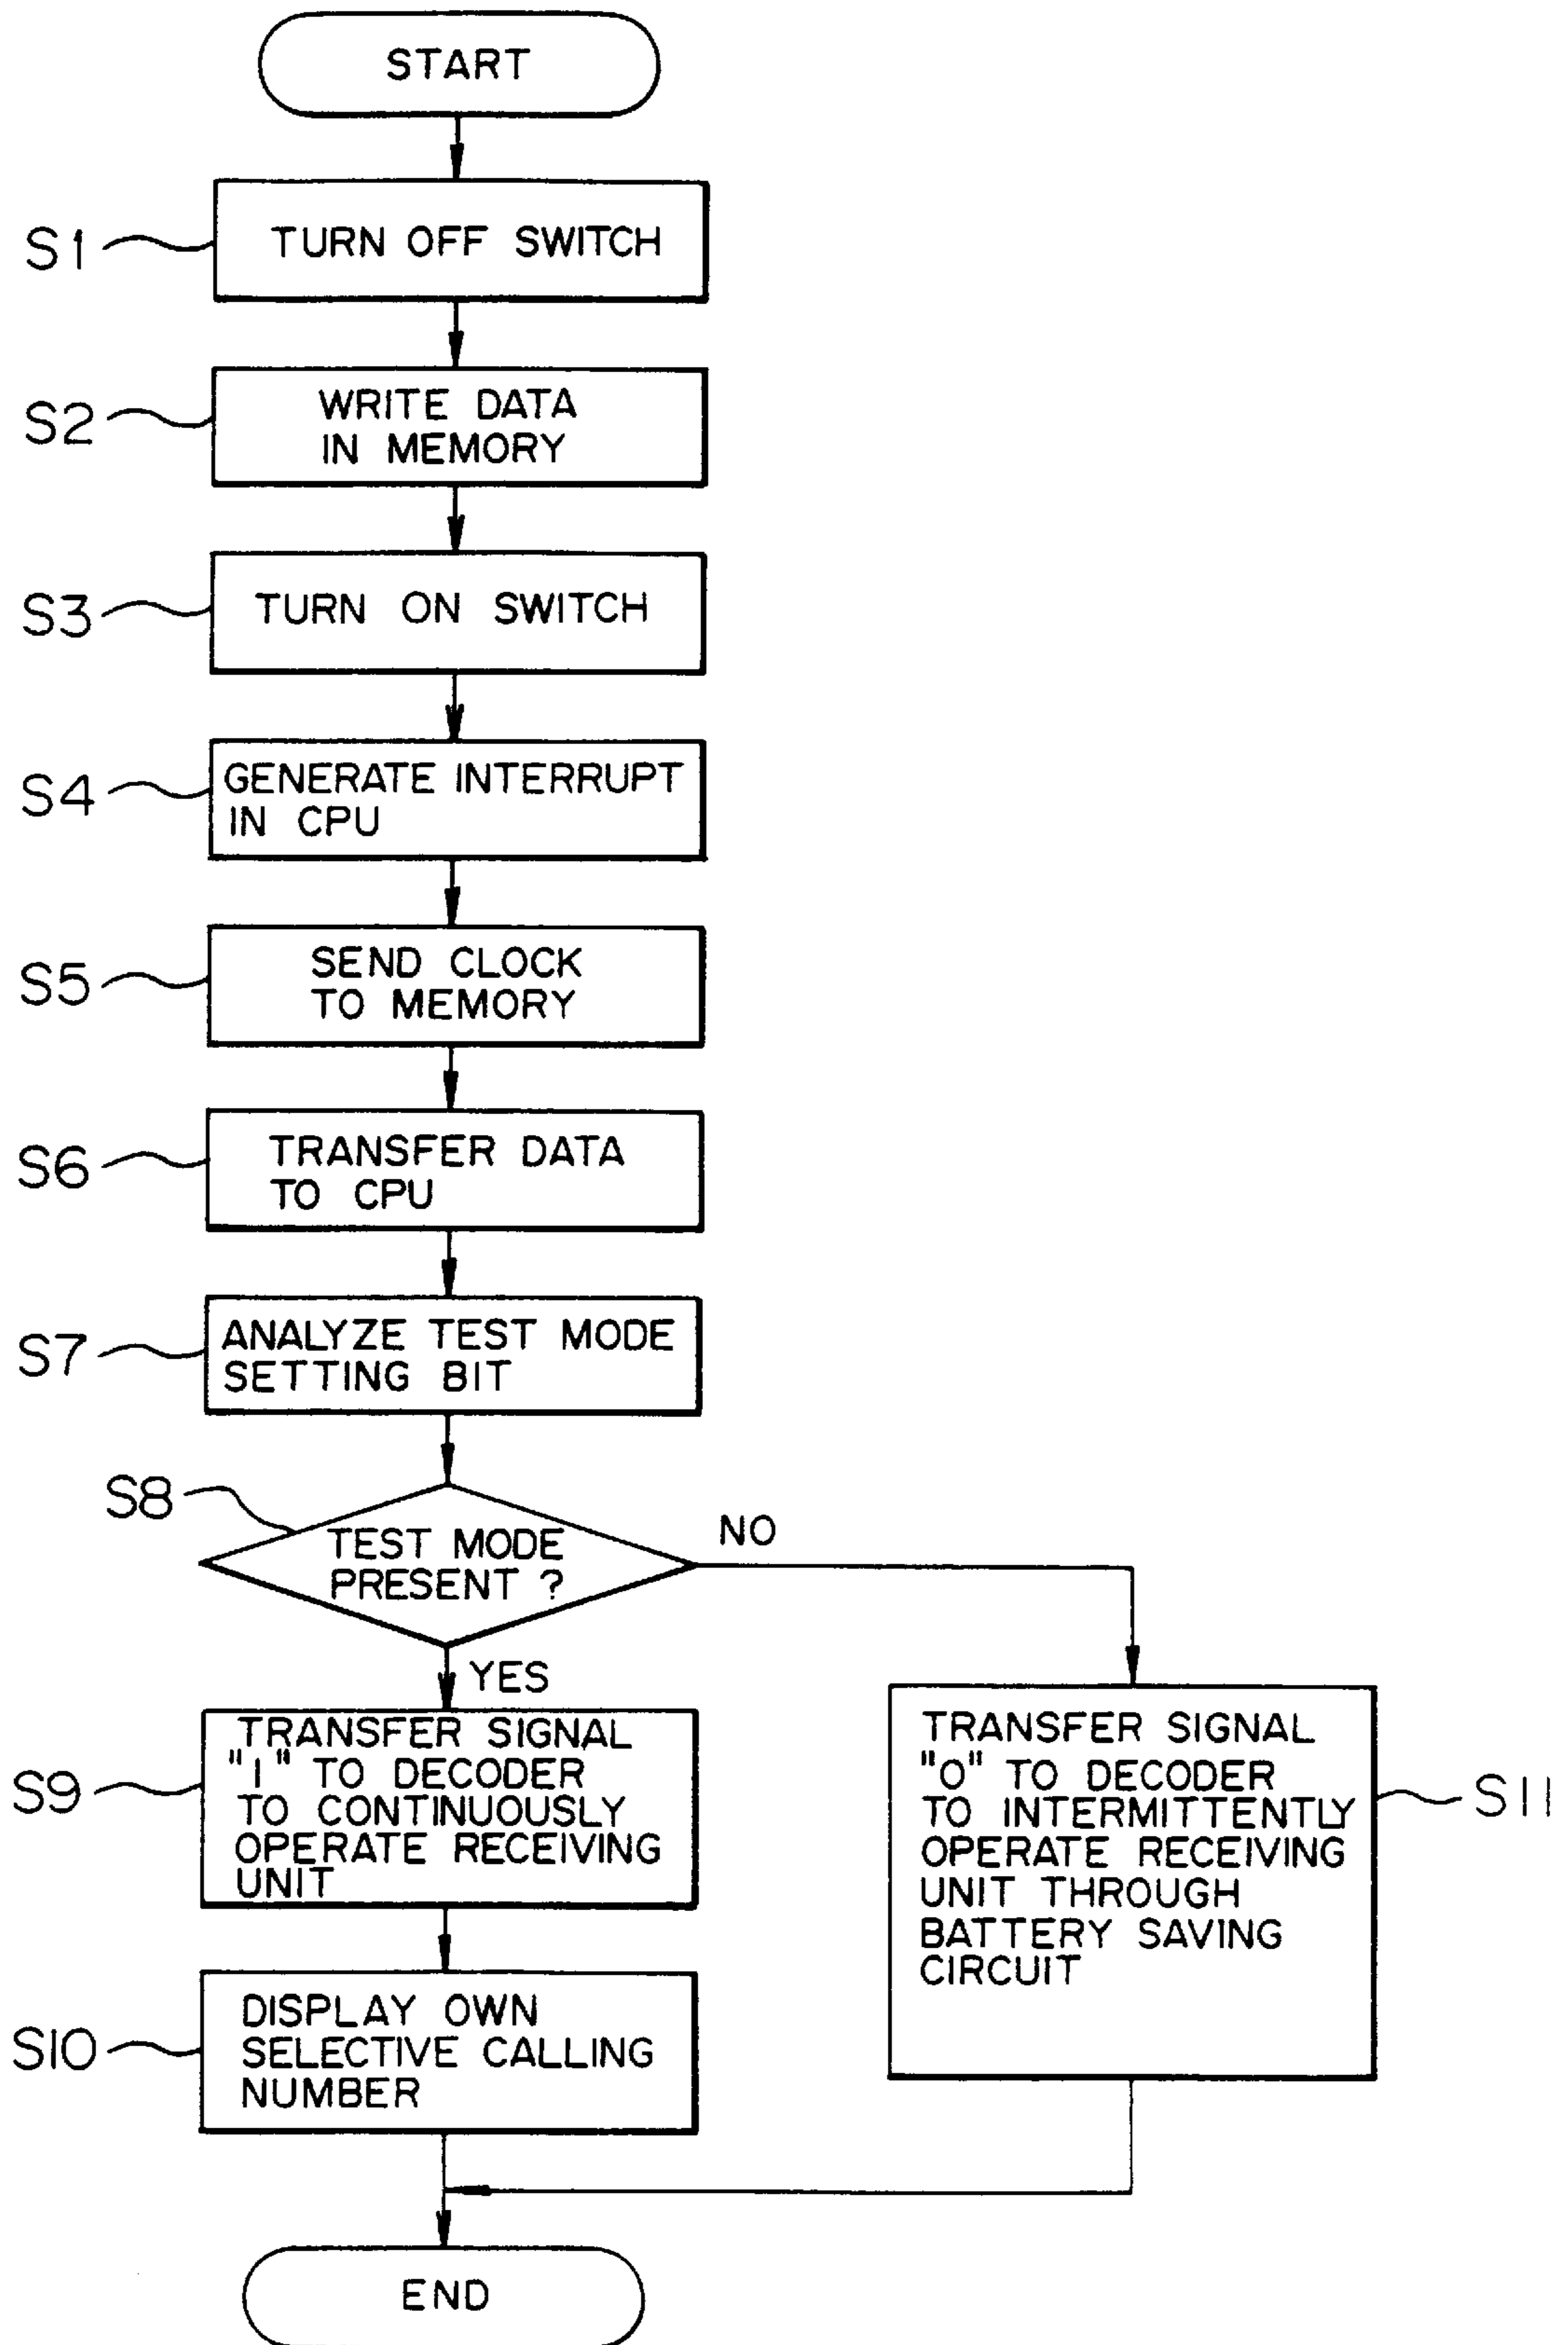 START
S1
TURN OFF SWITCH
S2
WRITE DATA
IN MEMORY
S3
TURN ON SWITCH
S4
GENERATE INTERRUPT
IN CPU
S5
SEND CLOCK
TO MEMORY
S6
TRANSFER DATA
TO CPU
S7
ANALYZE TEST MODE
SETTING BIT
S8
TEST MODE
PRESENT ?
NO
YES
S9
TRANSFER SIGNAL
"1" TO DECODER
TO CONTINUOUSLY
OPERATE RECEIVING
UNIT
TRANSFER SIGNAL
"0" TO DECODER
TO INTERMITTENTLY
OPERATE RECEIVING
UNIT THROUGH
BATTERY SAVING
CIRCUIT
S11
S10
DISPLAY OWN
SELECTIVE CALLING
NUMBER
END